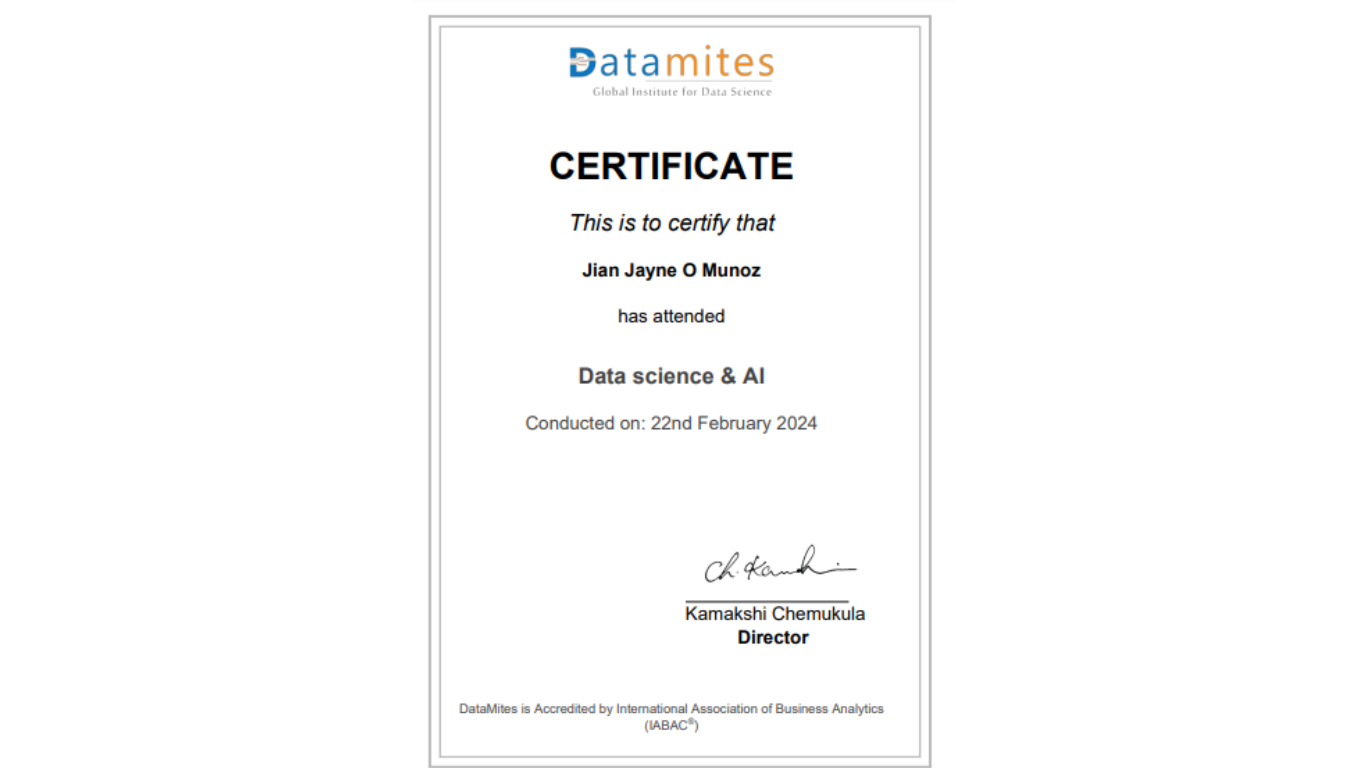 Datamites
Global Institute for Data Science
CERTIFICATE
This is to certify that
Jian Jayne O Munoz
has attended
Data science & AI
Conducted on: 22nd February 2024
Ch. Kamakshi
Kamakshi Chemukula
Director
DataMites is Accredited by International Association of Business Analytics
(IABAC®)